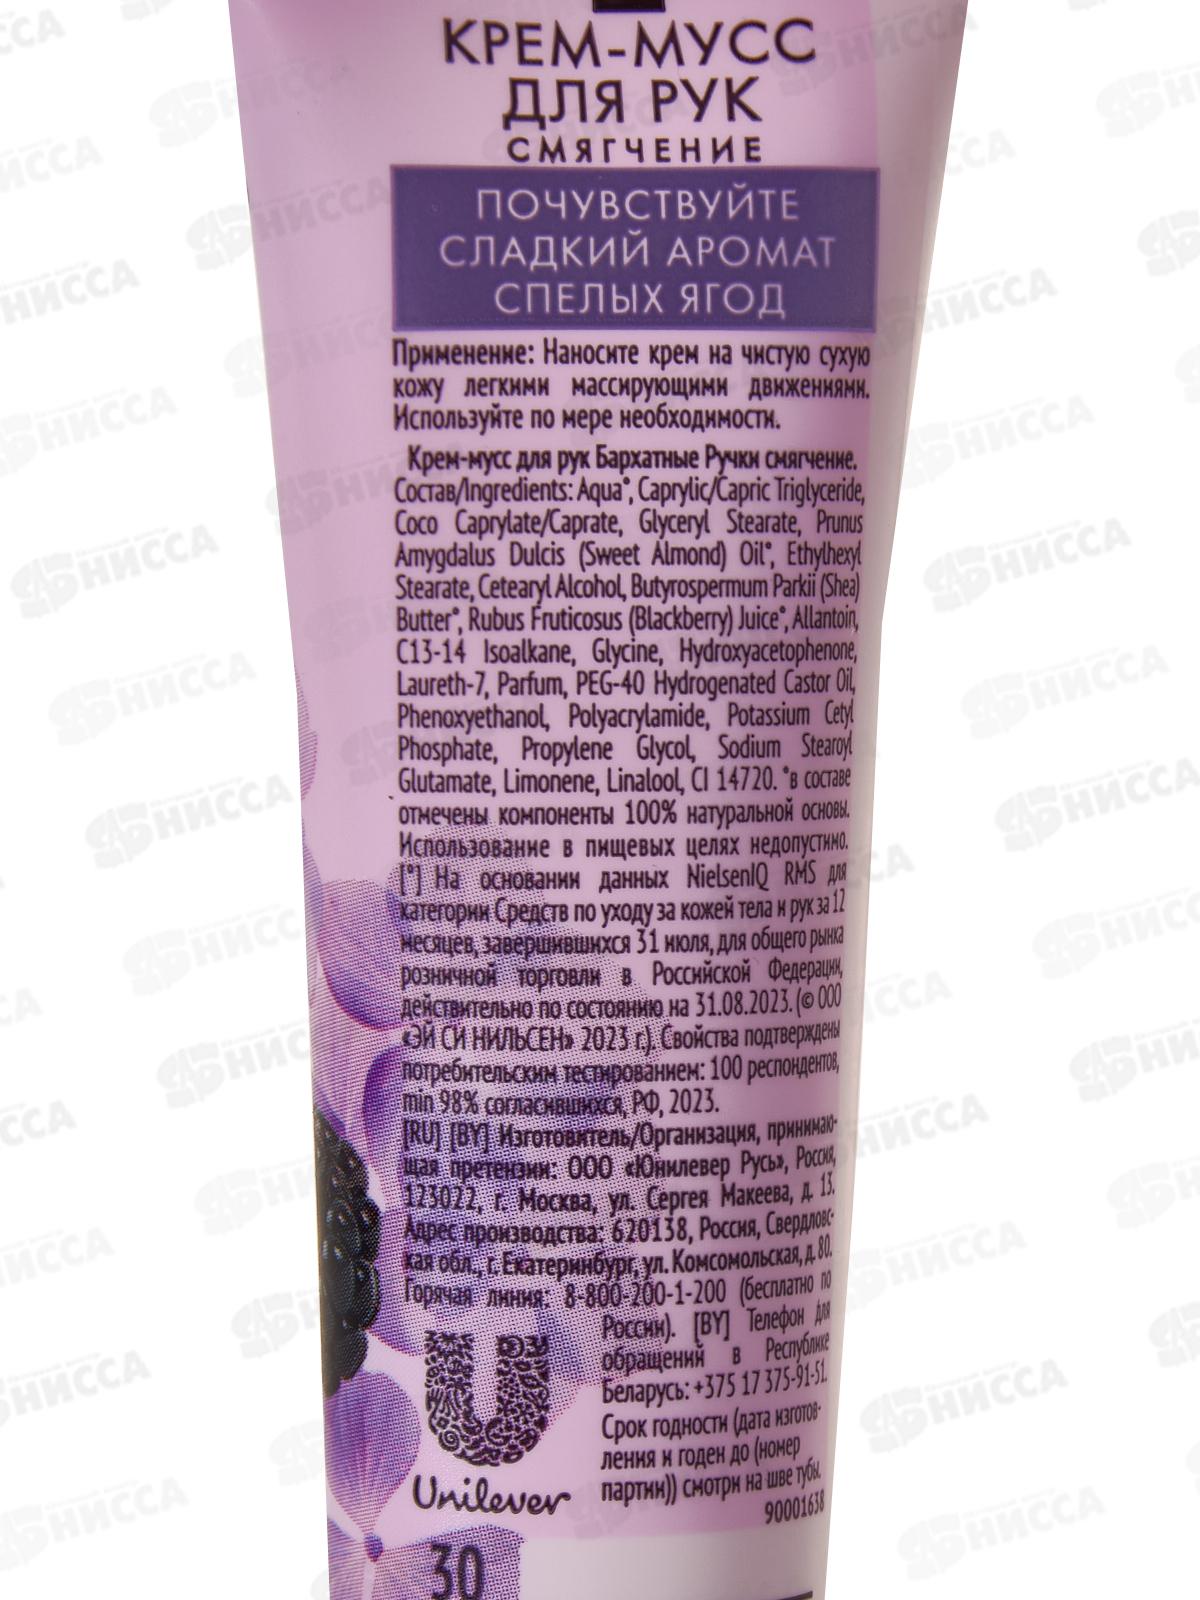 КРЕМ-МУСС
ДЛЯ РУК
СМЯГЧЕНИЕ
ПОЧУВСТВУЙТЕ
СЛАДКИЙ АРОМАТ
СПЕЛЫХ ЯГОД
Применение: Наносите крем на чистую сухую
кожу легкими массирующими движениями.
Используйте по мере необходимости.
Крем-мусс для рук Бархатные Ручки смягчение.
Состав/Ingredients: Aqua°, Caprylic/Capric Triglyceride,
Coco Caprylate/Caprate, Glyceryl Stearate, Prunus
Amygdalus Dulcis (Sweet Almond) Oil°, Ethylhexyl
Stearate, Cetearyl Alcohol, Butyrospermum Parkii (Shea)
Butter°, Rubus Fruticosus (Blackberry) Juice°, Allantoin,
C13-14 Isoalkane, Glycine, Hydroxyacetophenone,
Laureth-7, Parfum, PEG-40 Hydrogenated Castor Oil,
Phenoxyethanol, Polyacrylamide, Potassium Cetyl
Phosphate, Propylene Glycol, Sodium Stearoyl
Glutamate, Limonene, Linalool, CI 14720. °в составе
отмечены компоненты 100% натуральной основы.
Использование в пищевых целях недопустимо.
[°] На основании данных NielsenIQ RMS для
категории Средств по уходу за кожей тела и рук за 12
месяцев, завершившихся 31 июля, для общего рынка
розничной торговли в Российской Федерации,
действительно по состоянию на 31.08.2023. (© ООО
«ЭЙ СИ НИЛЬСЕН» 2023 г.). Свойства подтверждены
потребительским тестированием: 100 респондентов,
min 98% согласившихся, РФ, 2023.
[RU] [BY] Изготовитель/Организация, принимаю-
щая претензии: ООО «Юнилевер Русь», Россия,
123022, г. Москва, ул. Сергея Макеева, д. 13.
Адрес производства: 620138, Россия, Свердловс-
кая обл., г. Екатеринбург, ул. Комсомольская, д. 80.
Горячая линия: 8-800-200-1-200 (бесплатно по
России). [BY] Телефон для
обращений в Республике
Беларусь: +375 17 375-91-51.
Срок годности (дата изготов-
ления и годен до (номер
партии)) смотри на шве тубы.
90001638
Unilever
30
НИССА